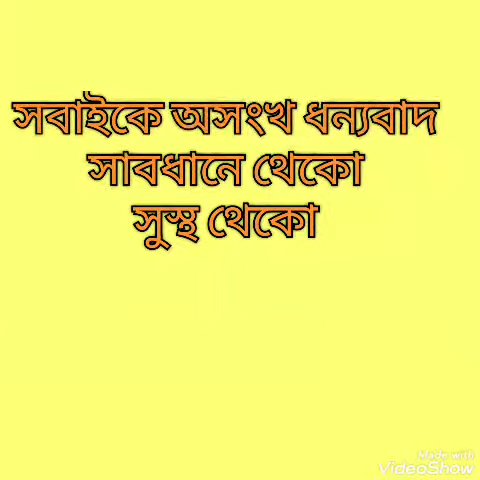 সবাইকে অসংখ ধন্যবাদ
সাবধানে থেকো
সুস্থ থেকো
Made with
VideoShow